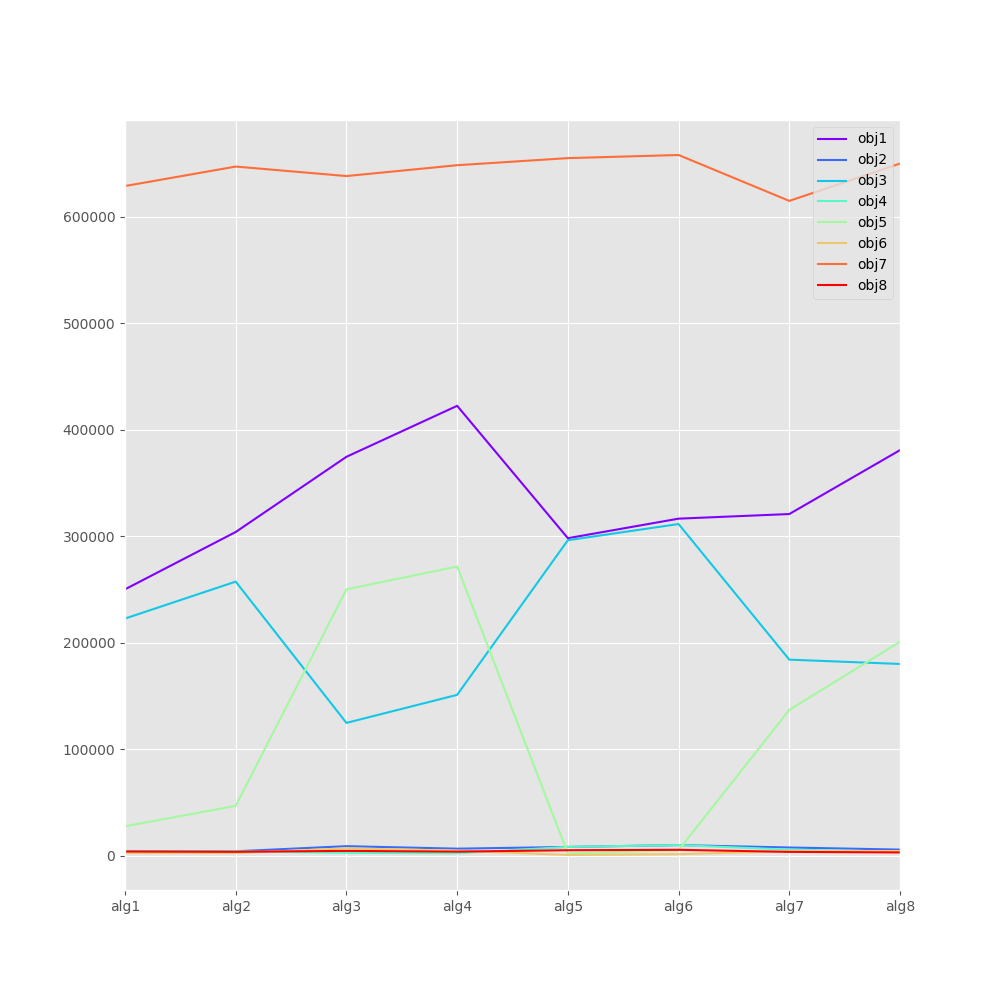 obj1
obj2
obj3
obj4
obj5
obj6
obj7
obj8
600000
500000
400000
300000
200000
100000
0
alg1 alg2 alg3 alg4 alg5 alg6 alg7 alg8